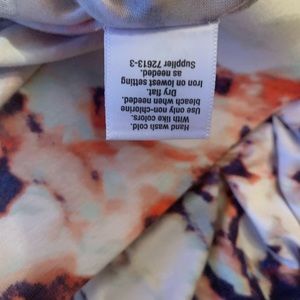 Hand wash cold.
With like colors.
Use only non-chlorine
bleach when needed.
Dry flat.
Iron on lowest setting
as needed.
Supplier 72613-3